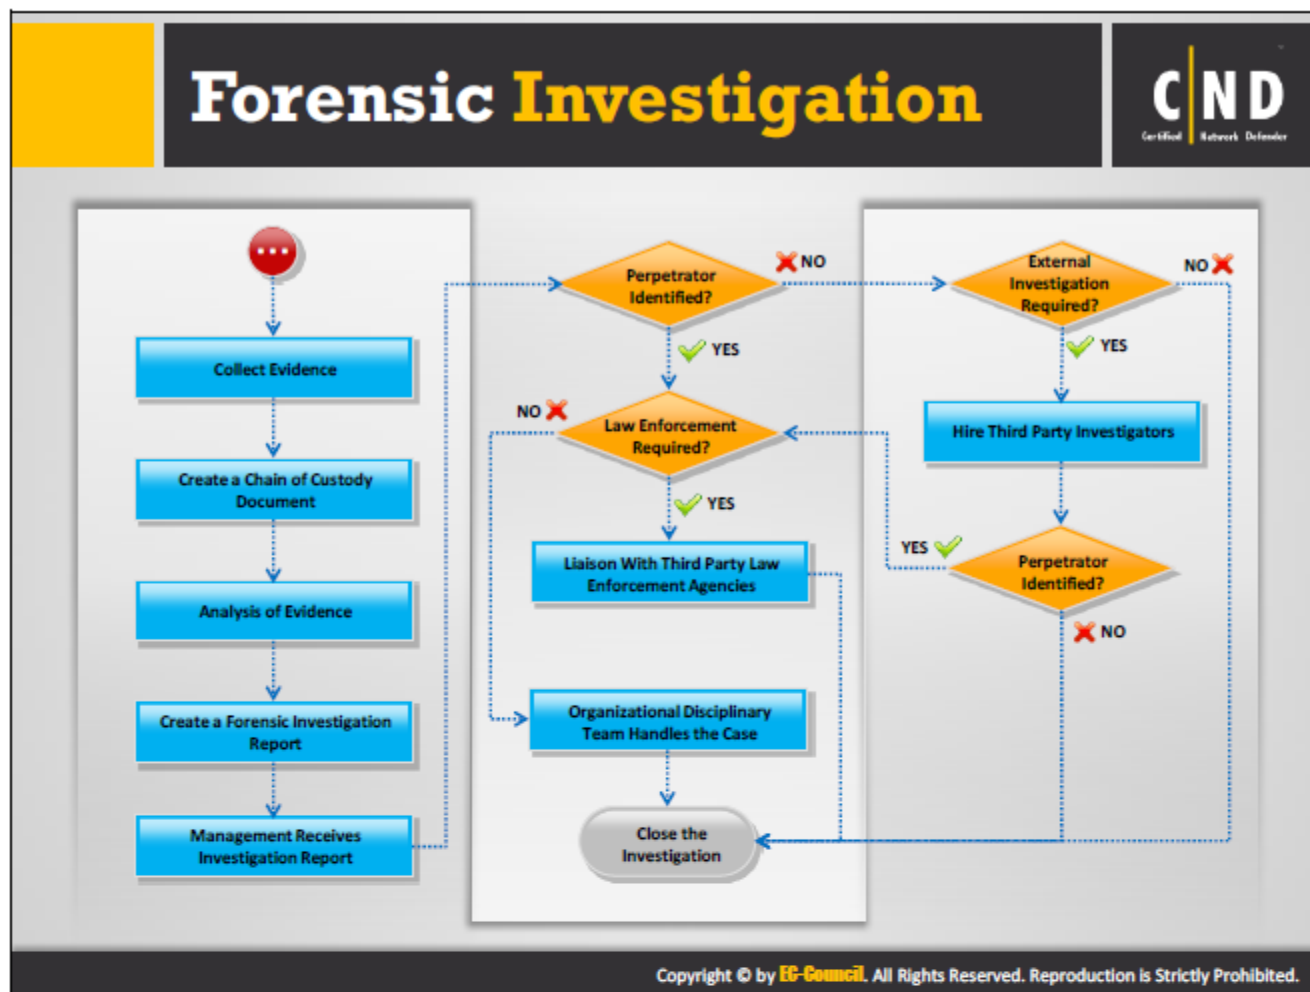 Forensic Investigation
C|ND
Certified Network Defender
Collect Evidence
Create a Chain of Custody
Document
Analysis of Evidence
Create a Forensic Investigation
Report
Management Receives
Investigation Report
Perpetrator
Identified?
NO
YES
Law Enforcement
Required?
NO
YES
Liaison With Third Party Law
Enforcement Agencies
Organizational Disciplinary
Team Handles the Case
Close the
Investigation
External
Investigation
Required?
NO
YES
Hire Third Party Investigators
YES
Perpetrator
Identified?
NO
Copyright © by EC-Council. All Rights Reserved. Reproduction is Strictly Prohibited.